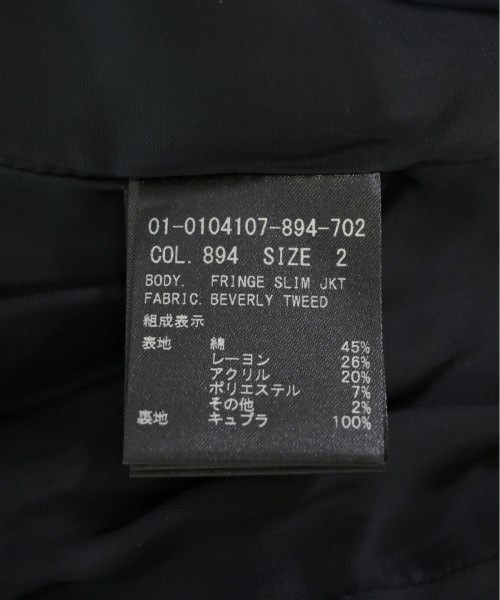 01-0104107-894-702
COL. 894 SIZE 2
BODY. FRINGE SLIM JKT
FABRIC. BEVERLY TWEED
組成表示
表地 綿 45%
レーヨン 26%
アクリル 20%
ポリエステル 7%
その他 2%
裏地 キュプラ 100%